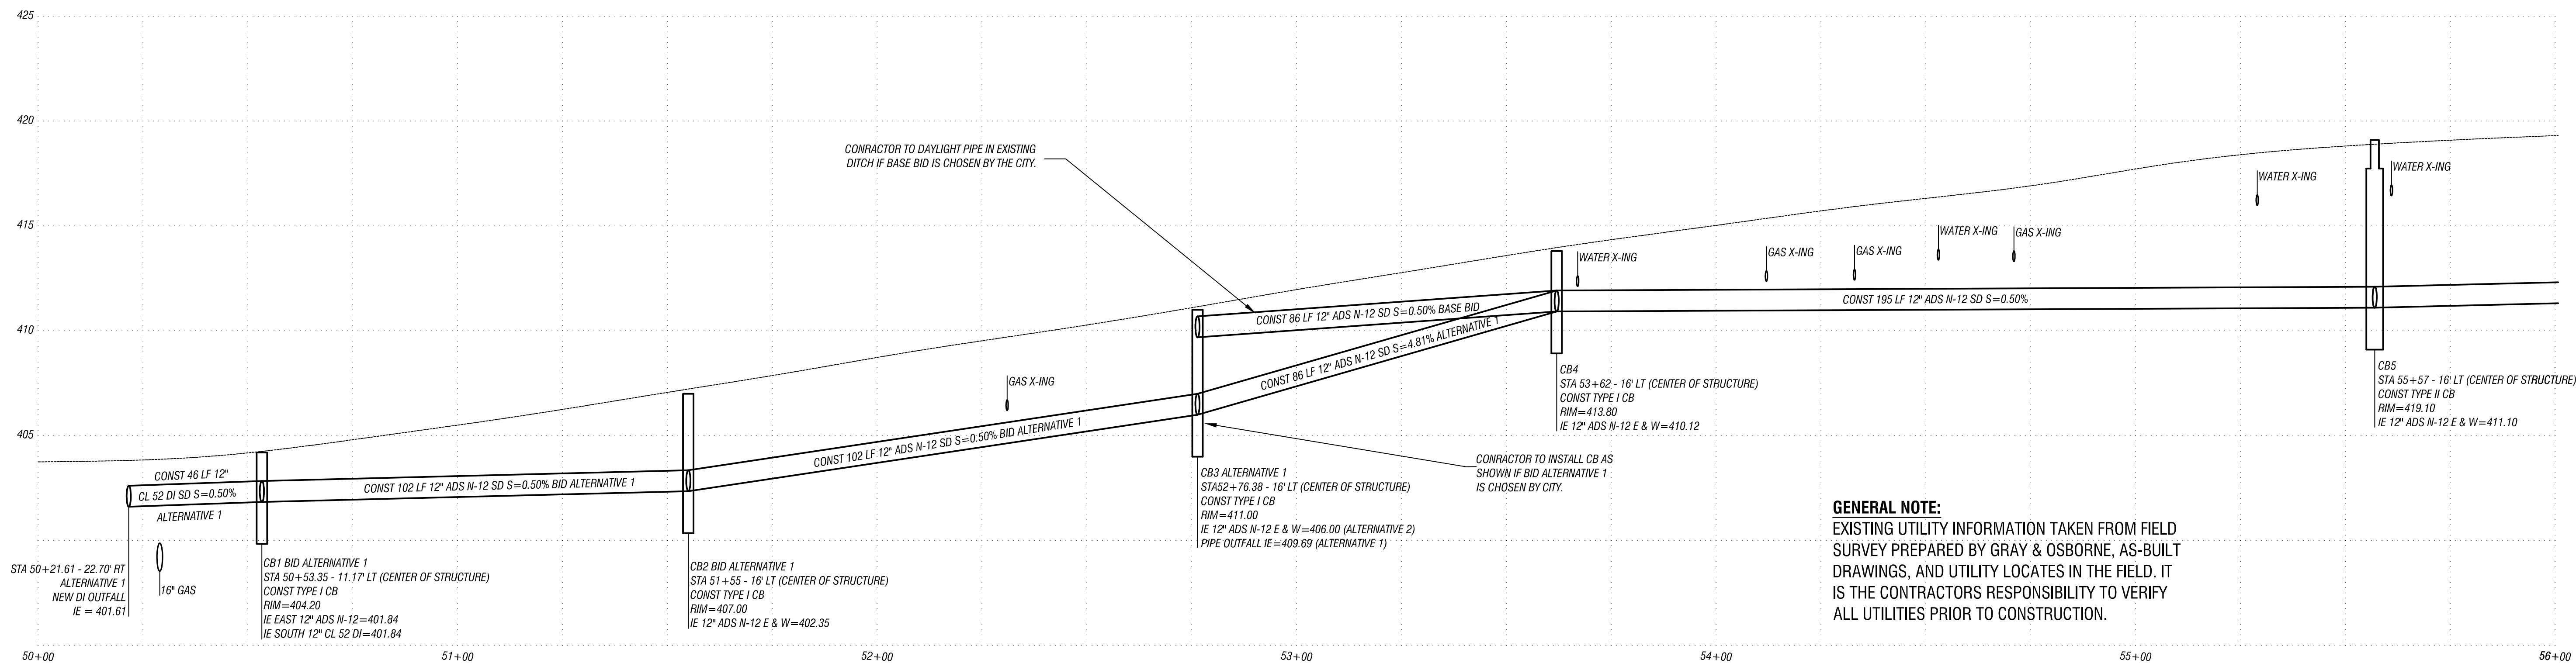 425
420
415
410
405
CONRACTOR TO DAYLIGHT PIPE IN EXISTING
DITCH IF BASE BID IS CHOSEN BY THE CITY.
WATER X-ING
GAS X-ING
GAS X-ING
WATER X-ING
GAS X-ING
WATER X-ING
WATER X-ING
CONST 86 LF 12" ADS N-12 SD S=0.50% BASE BID
CONST 86 LF 12" ADS N-12 SD S=4.81% ALTERNATIVE 1
CONST 195 LF 12" ADS N-12 SD S=0.50%
GAS X-ING
CONST 102 LF 12" ADS N-12 SD S=0.50% BID ALTERNATIVE 1
CONST 46 LF 12"
CL 52 DI SD S=0.50%
ALTERNATIVE 1
CONST 102 LF 12" ADS N-12 SD S=0.50% BID ALTERNATIVE 1
CB4
STA 53+62 - 16' LT (CENTER OF STRUCTURE)
CONST TYPE I CB
RIM=413.80
IE 12" ADS N-12 E & W=410.12
CB5
STA 55+57 - 16' LT (CENTER OF STRUCTURE)
CONST TYPE II CB
RIM=419.10
IE 12" ADS N-12 E & W=411.10
CONRACTOR TO INSTALL CB AS
SHOWN IF BID ALTERNATIVE 1
IS CHOSEN BY CITY.
CB3 ALTERNATIVE 1
STA52+76.38 - 16' LT (CENTER OF STRUCTURE)
CONST TYPE I CB
RIM=411.00
IE 12" ADS N-12 E & W=406.00 (ALTERNATIVE 2)
PIPE OUTFALL IE=409.69 (ALTERNATIVE 1)
STA 50+21.61 - 22.70' RT
ALTERNATIVE 1
NEW DI OUTFALL
IE = 401.61
16" GAS
CB1 BID ALTERNATIVE 1
STA 50+53.35 - 11.17' LT (CENTER OF STRUCTURE)
CONST TYPE I CB
RIM=404.20
IE EAST 12" ADS N-12=401.84
IE SOUTH 12" CL 52 DI=401.84
CB2 BID ALTERNATIVE 1
STA 51+55 - 16' LT (CENTER OF STRUCTURE)
CONST TYPE I CB
RIM=407.00
IE 12" ADS N-12 E & W=402.35
GENERAL NOTE:
EXISTING UTILITY INFORMATION TAKEN FROM FIELD
SURVEY PREPARED BY GRAY & OSBORNE, AS-BUILT
DRAWINGS, AND UTILITY LOCATES IN THE FIELD. IT
IS THE CONTRACTORS RESPONSIBILITY TO VERIFY
ALL UTILITIES PRIOR TO CONSTRUCTION.
50+00
51+00
52+00
53+00
54+00
55+00
56+00